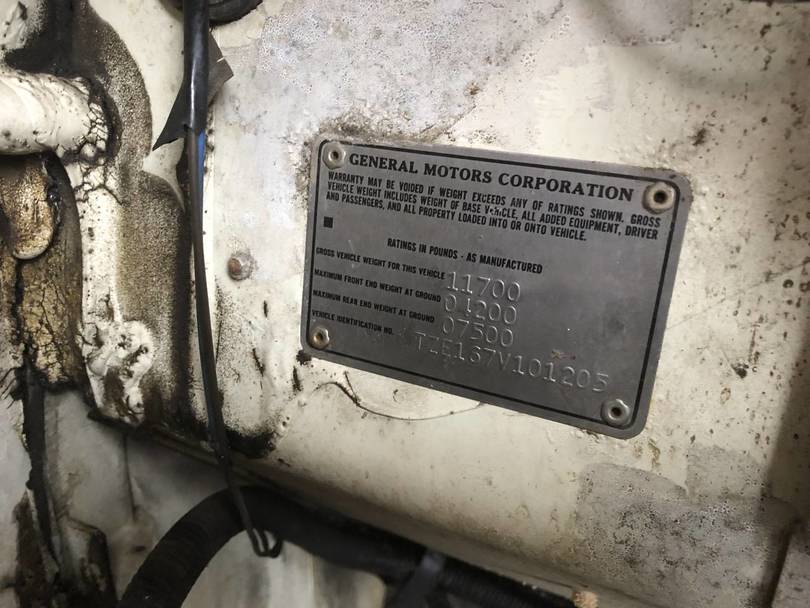 GENERAL MOTORS CORPORATION
WARRANTY MAY BE VOIDED IF WEIGHT EXCEEDS ANY OF RATINGS SHOWN. GROSS
VEHICLE WEIGHT INCLUDES WEIGHT OF BASE VEHICLE, ALL ADDED EQUIPMENT, DRIVER
AND PASSENGERS, AND ALL PROPERTY LOADED INTO OR ONTO VEHICLE.
RATINGS IN POUNDS - AS MANUFACTURED
GROSS VEHICLE WEIGHT FOR THIS VEHICLE 11700
MAXIMUM FRONT END WEIGHT AT GROUND 04200
MAXIMUM REAR END WEIGHT AT GROUND 07500
VEHICLE IDENTIFICATION NO. TZE167V101205